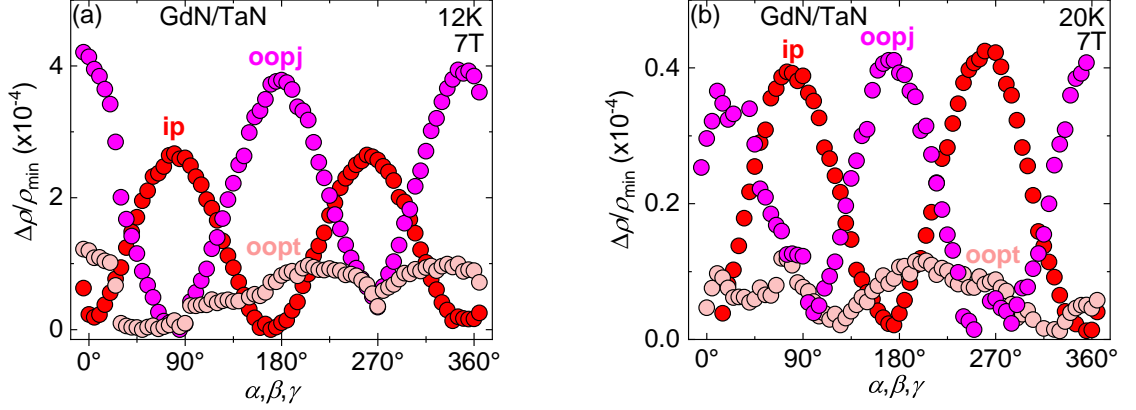 (a) GdN/TaN 12K
7T
oopj
ip
oopt
Δρ/ρmin (x10-4)
4
2
0
0° 90° 180° 270° 360°
α,β,γ
(b) GdN/TaN 20K
7T
oopj
ip
oopt
Δρ/ρmin (x10-4)
0.4
0.2
0.0
0° 90° 180° 270° 360°
α,β,γ